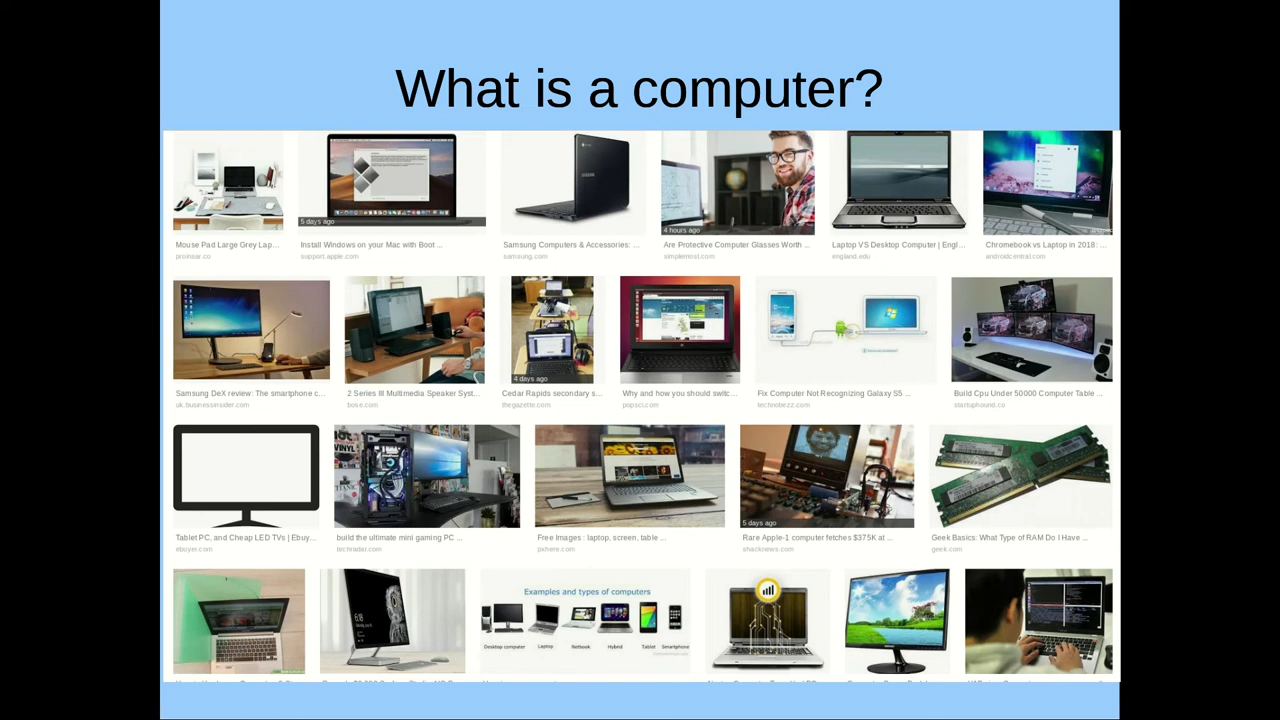 What is a computer?
5 days ago
4 hours ago
Mouse Pad Large Grey Lap...
Install Windows on your Mac with Boot ...
Samsung Computers & Accessories: ...
Are Protective Computer Glasses Worth ...
Laptop VS Desktop Computer | Engl...
Chromebook vs Laptop in 2018: ...
proinsar.co
support.apple.com
samsung.com
simplemost.com
england.edu
androidcentral.com
4 days ago
Samsung DeX review: The smartphone c...
2 Series III Multimedia Speaker Syst...
Cedar Rapids secondary s...
Why and how you should switc...
Fix Computer Not Recognizing Galaxy S5 ...
Build Cpu Under 50000 Computer Table ...
uk.businessinsider.com
bose.com
thegazette.com
popsci.com
technobezz.com
startuphound.co
5 days ago
Tablet PC, and Cheap LED TVs | Ebuy...
build the ultimate mini gaming PC ...
Free Images : laptop, screen, table ...
Rare Apple-1 computer fetches $375K at ...
Geek Basics: What Type of RAM Do I Have ...
ebuyer.com
techradar.com
pxhere.com
shacknews.com
geek.com
6:18
Examples and types of computers
Desktop computer Laptop Netbook Hybrid Tablet Smartphone